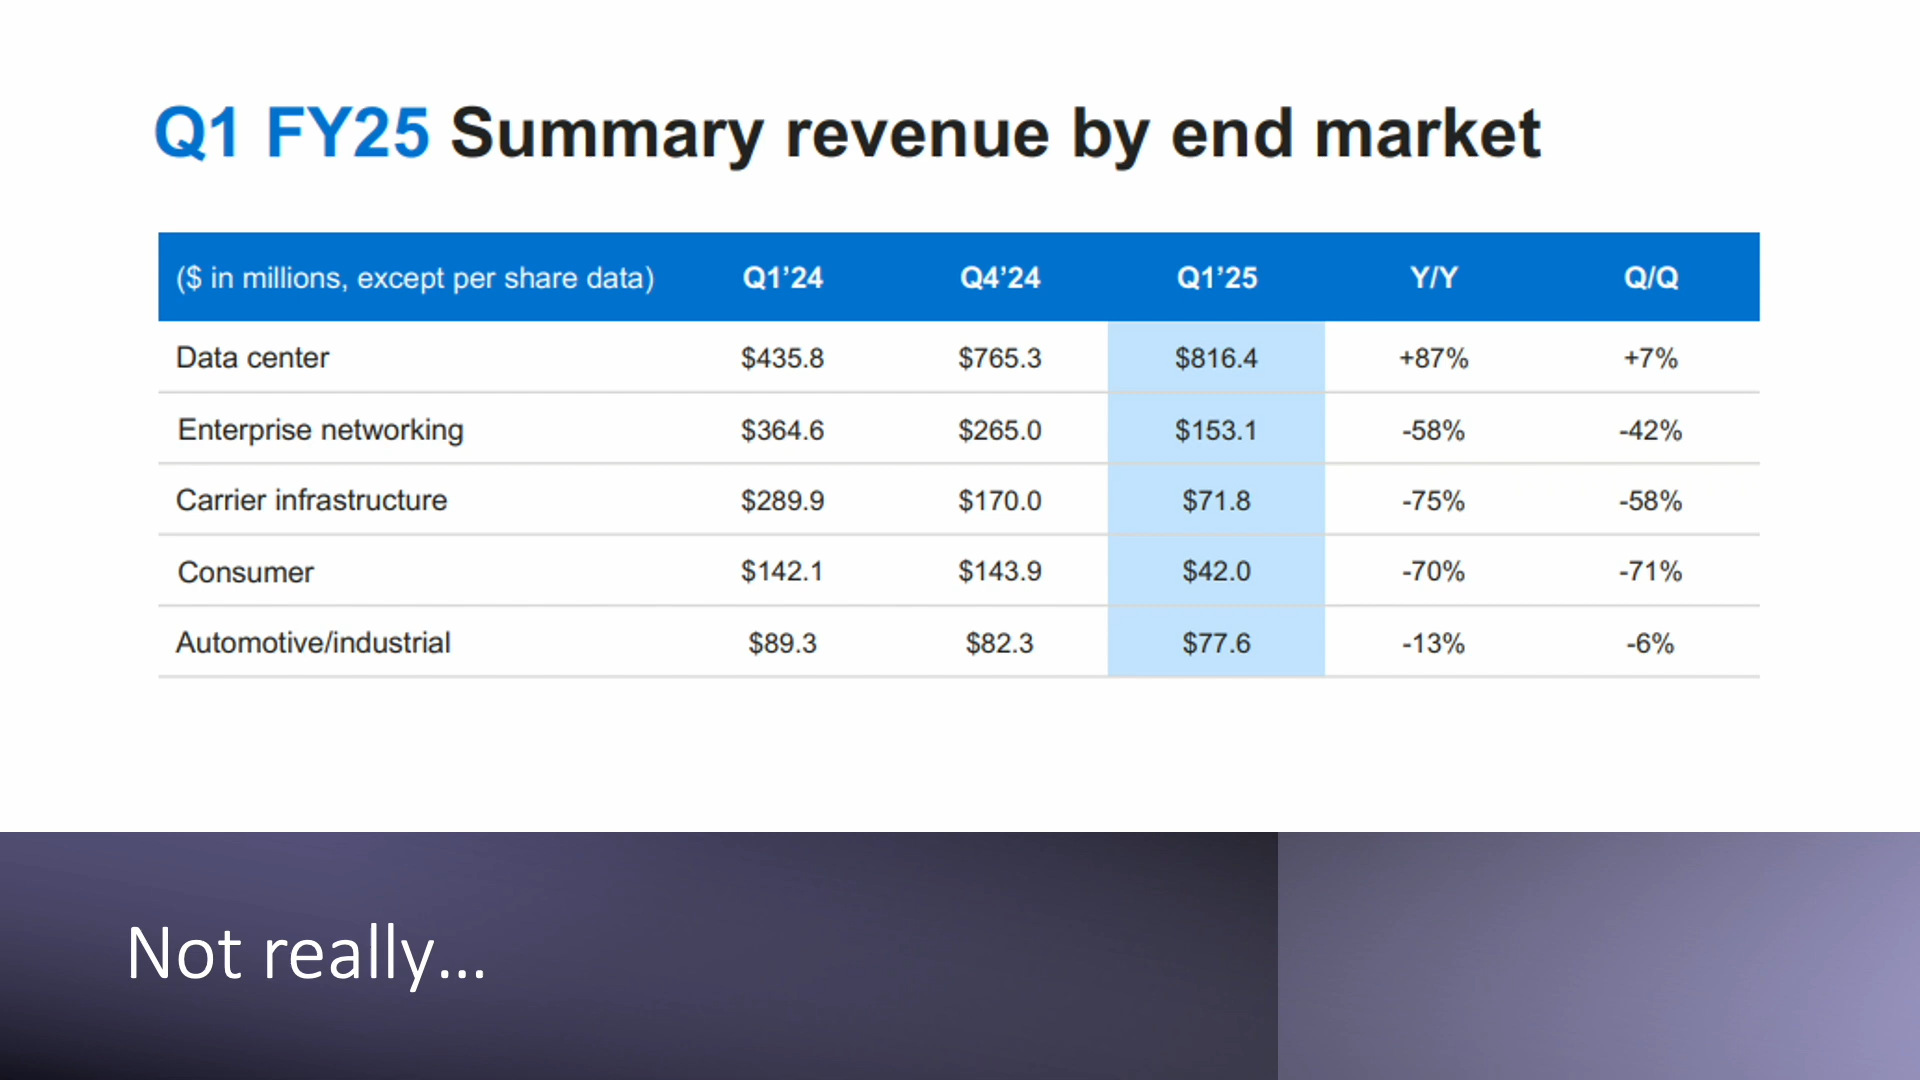 Q1 FY25 Summary revenue by end market
($ in millions, except per share data) Q1’24 Q4’24 Q1’25 Y/Y Q/Q
Data center $435.8 $765.3 $816.4 +87% +7%
Enterprise networking $364.6 $265.0 $153.1 -58% -42%
Carrier infrastructure $289.9 $170.0 $71.8 -75% -58%
Consumer $142.1 $143.9 $42.0 -70% -71%
Automotive/industrial $89.3 $82.3 $77.6 -13% -6%
Not really...